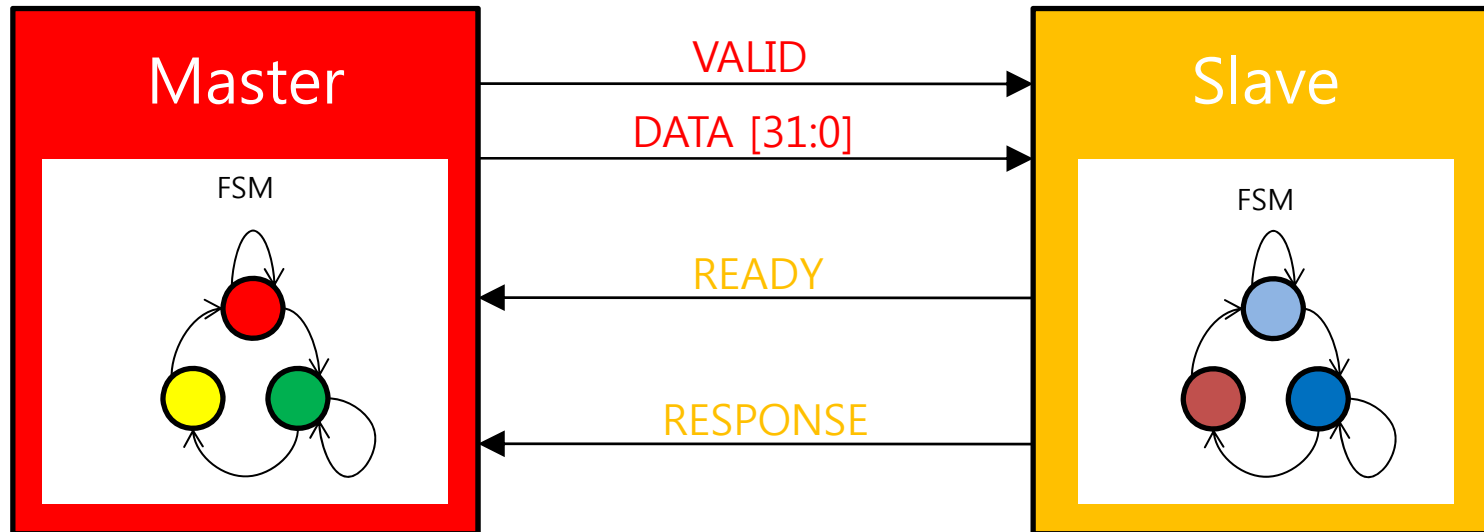 Master
FSM
VALID
DATA [31:0]
READY
RESPONSE
Slave
FSM